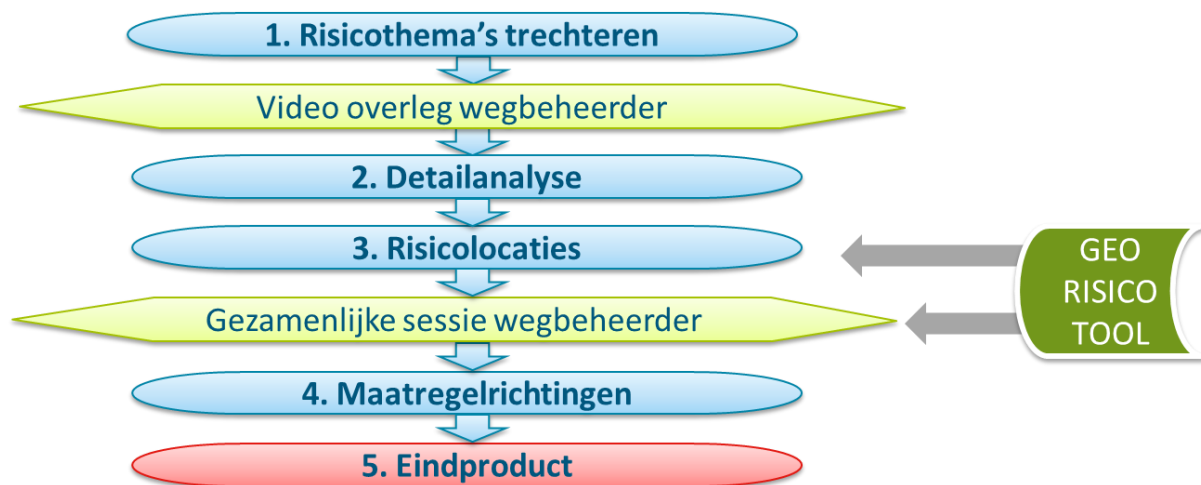 1. Risicothema's trechteren
Video overleg wegbeheerder
2. Detailanalyse
3. Risicolocaties
Gezamenlijke sessie wegbeheerder
4. Maatregelrichtingen
5. Eindproduct
GEO
RISICO
TOOL